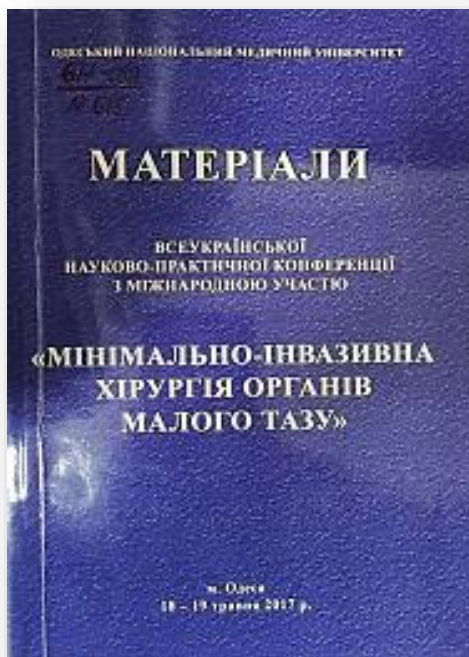 ОДЕСЬКИЙ НАЦІОНАЛЬНИЙ МЕДИЧНИЙ УНІВЕРСИТЕТ
МАТЕРІАЛИ
ВСЕУКРАЇНСЬКОЇ
НАУКОВО-ПРАКТИЧНОЇ КОНФЕРЕНЦІЇ
З МІЖНАРОДНОЮ УЧАСТЮ
«МІНІМАЛЬНО-ІНВАЗИВНА
ХІРУРГІЯ ОРГАНІВ
МАЛОГО ТАЗУ»
м. Одеса
18 – 19 травня 2017 р.